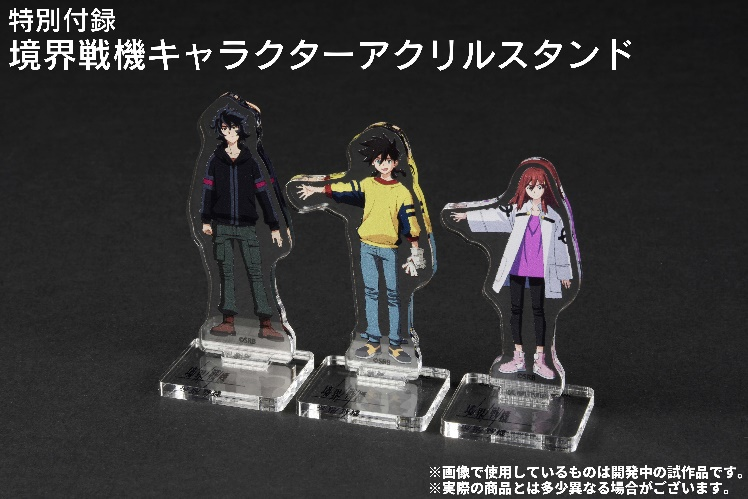 特別付録
境界戦機キャラクターアクリルスタンド
※画像で使用しているものは開発中の試作品です。
※実際の商品とは多少異なる場合がございます。